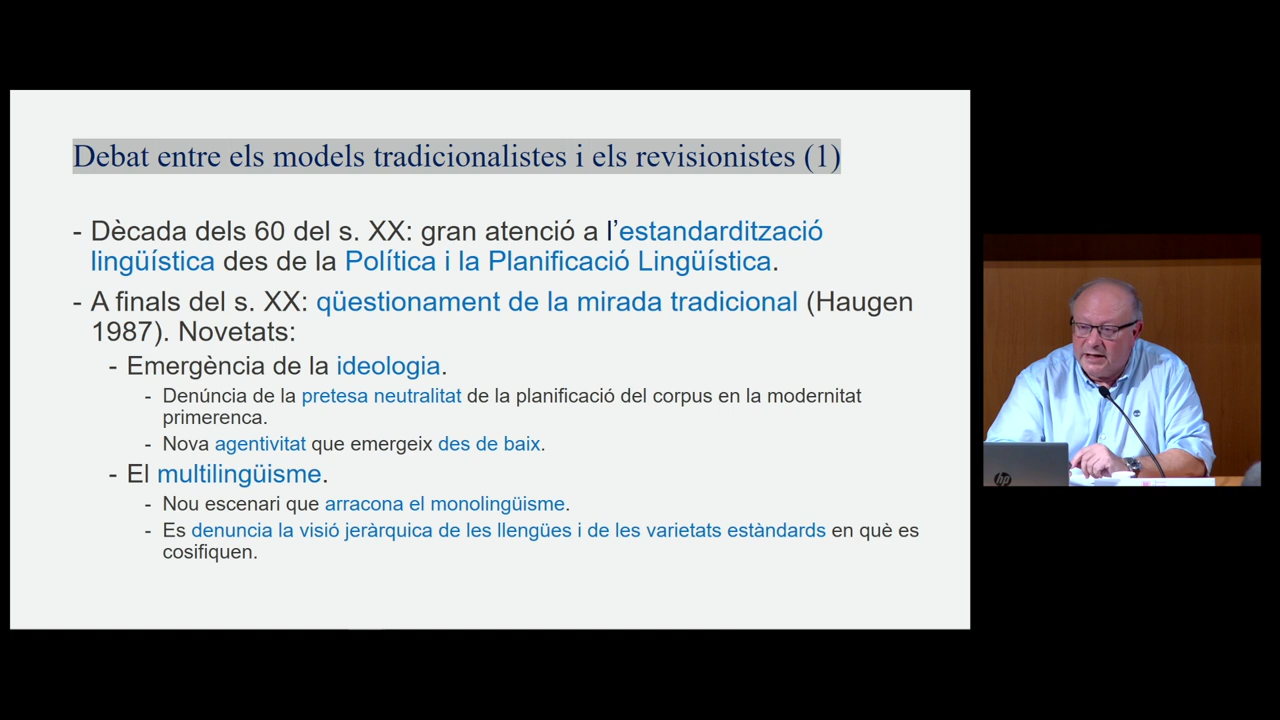 Debat entre els models tradicionalistes i els revisionistes (1)
- Dècada dels 60 del s. XX: gran atenció a l’estandardització
lingüística des de la Política i la Planificació Lingüística.
- A finals del s. XX: qüestionament de la mirada tradicional (Haugen
1987). Novetats:
- Emergència de la ideologia.
- Denúncia de la pretesa neutralitat de la planificació del corpus en la modernitat
primerenca.
- Nova agentivitat que emergeix des de baix.
- El multilingüisme.
- Nou escenari que arracona el monolingüisme.
- Es denuncia la visió jeràrquica de les llengües i de les varietats estàndards en què es
cosifiquen.
hp